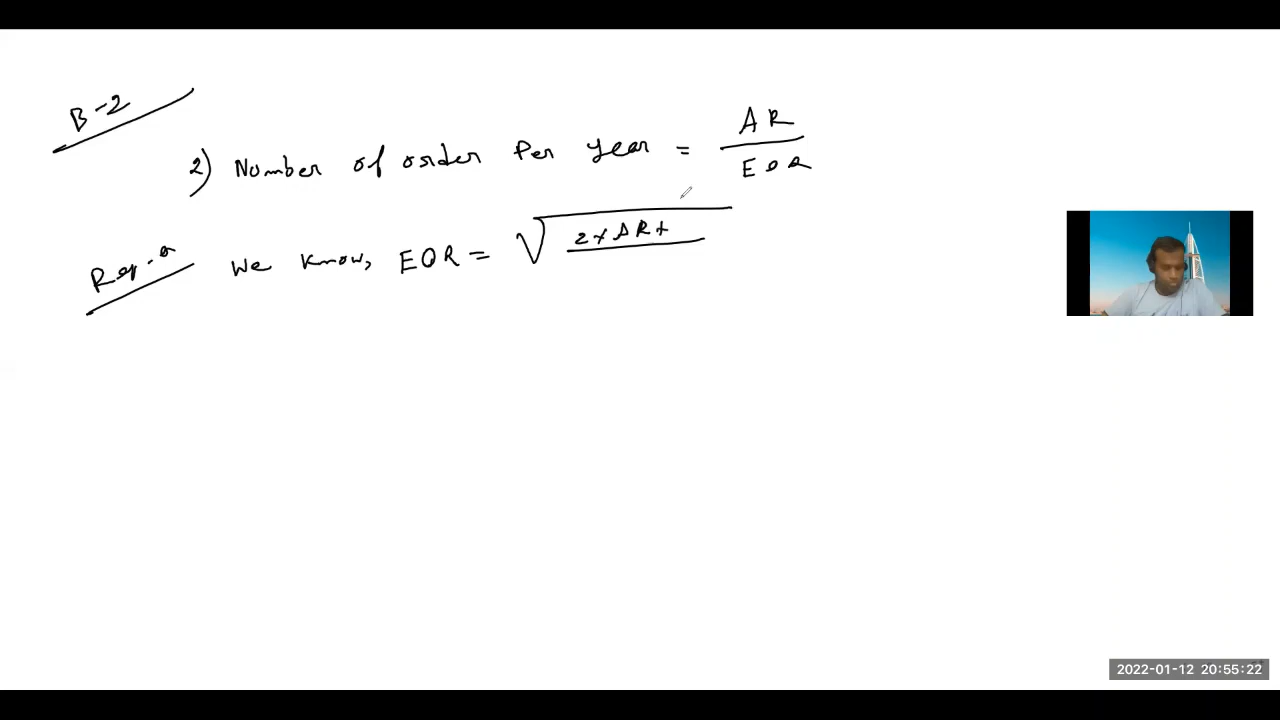 B-2
2) Number of order Per year = AR / EOQ
Req. a
We know, EOQ = √ 2 x AR x
2022-01-12 20:55:22